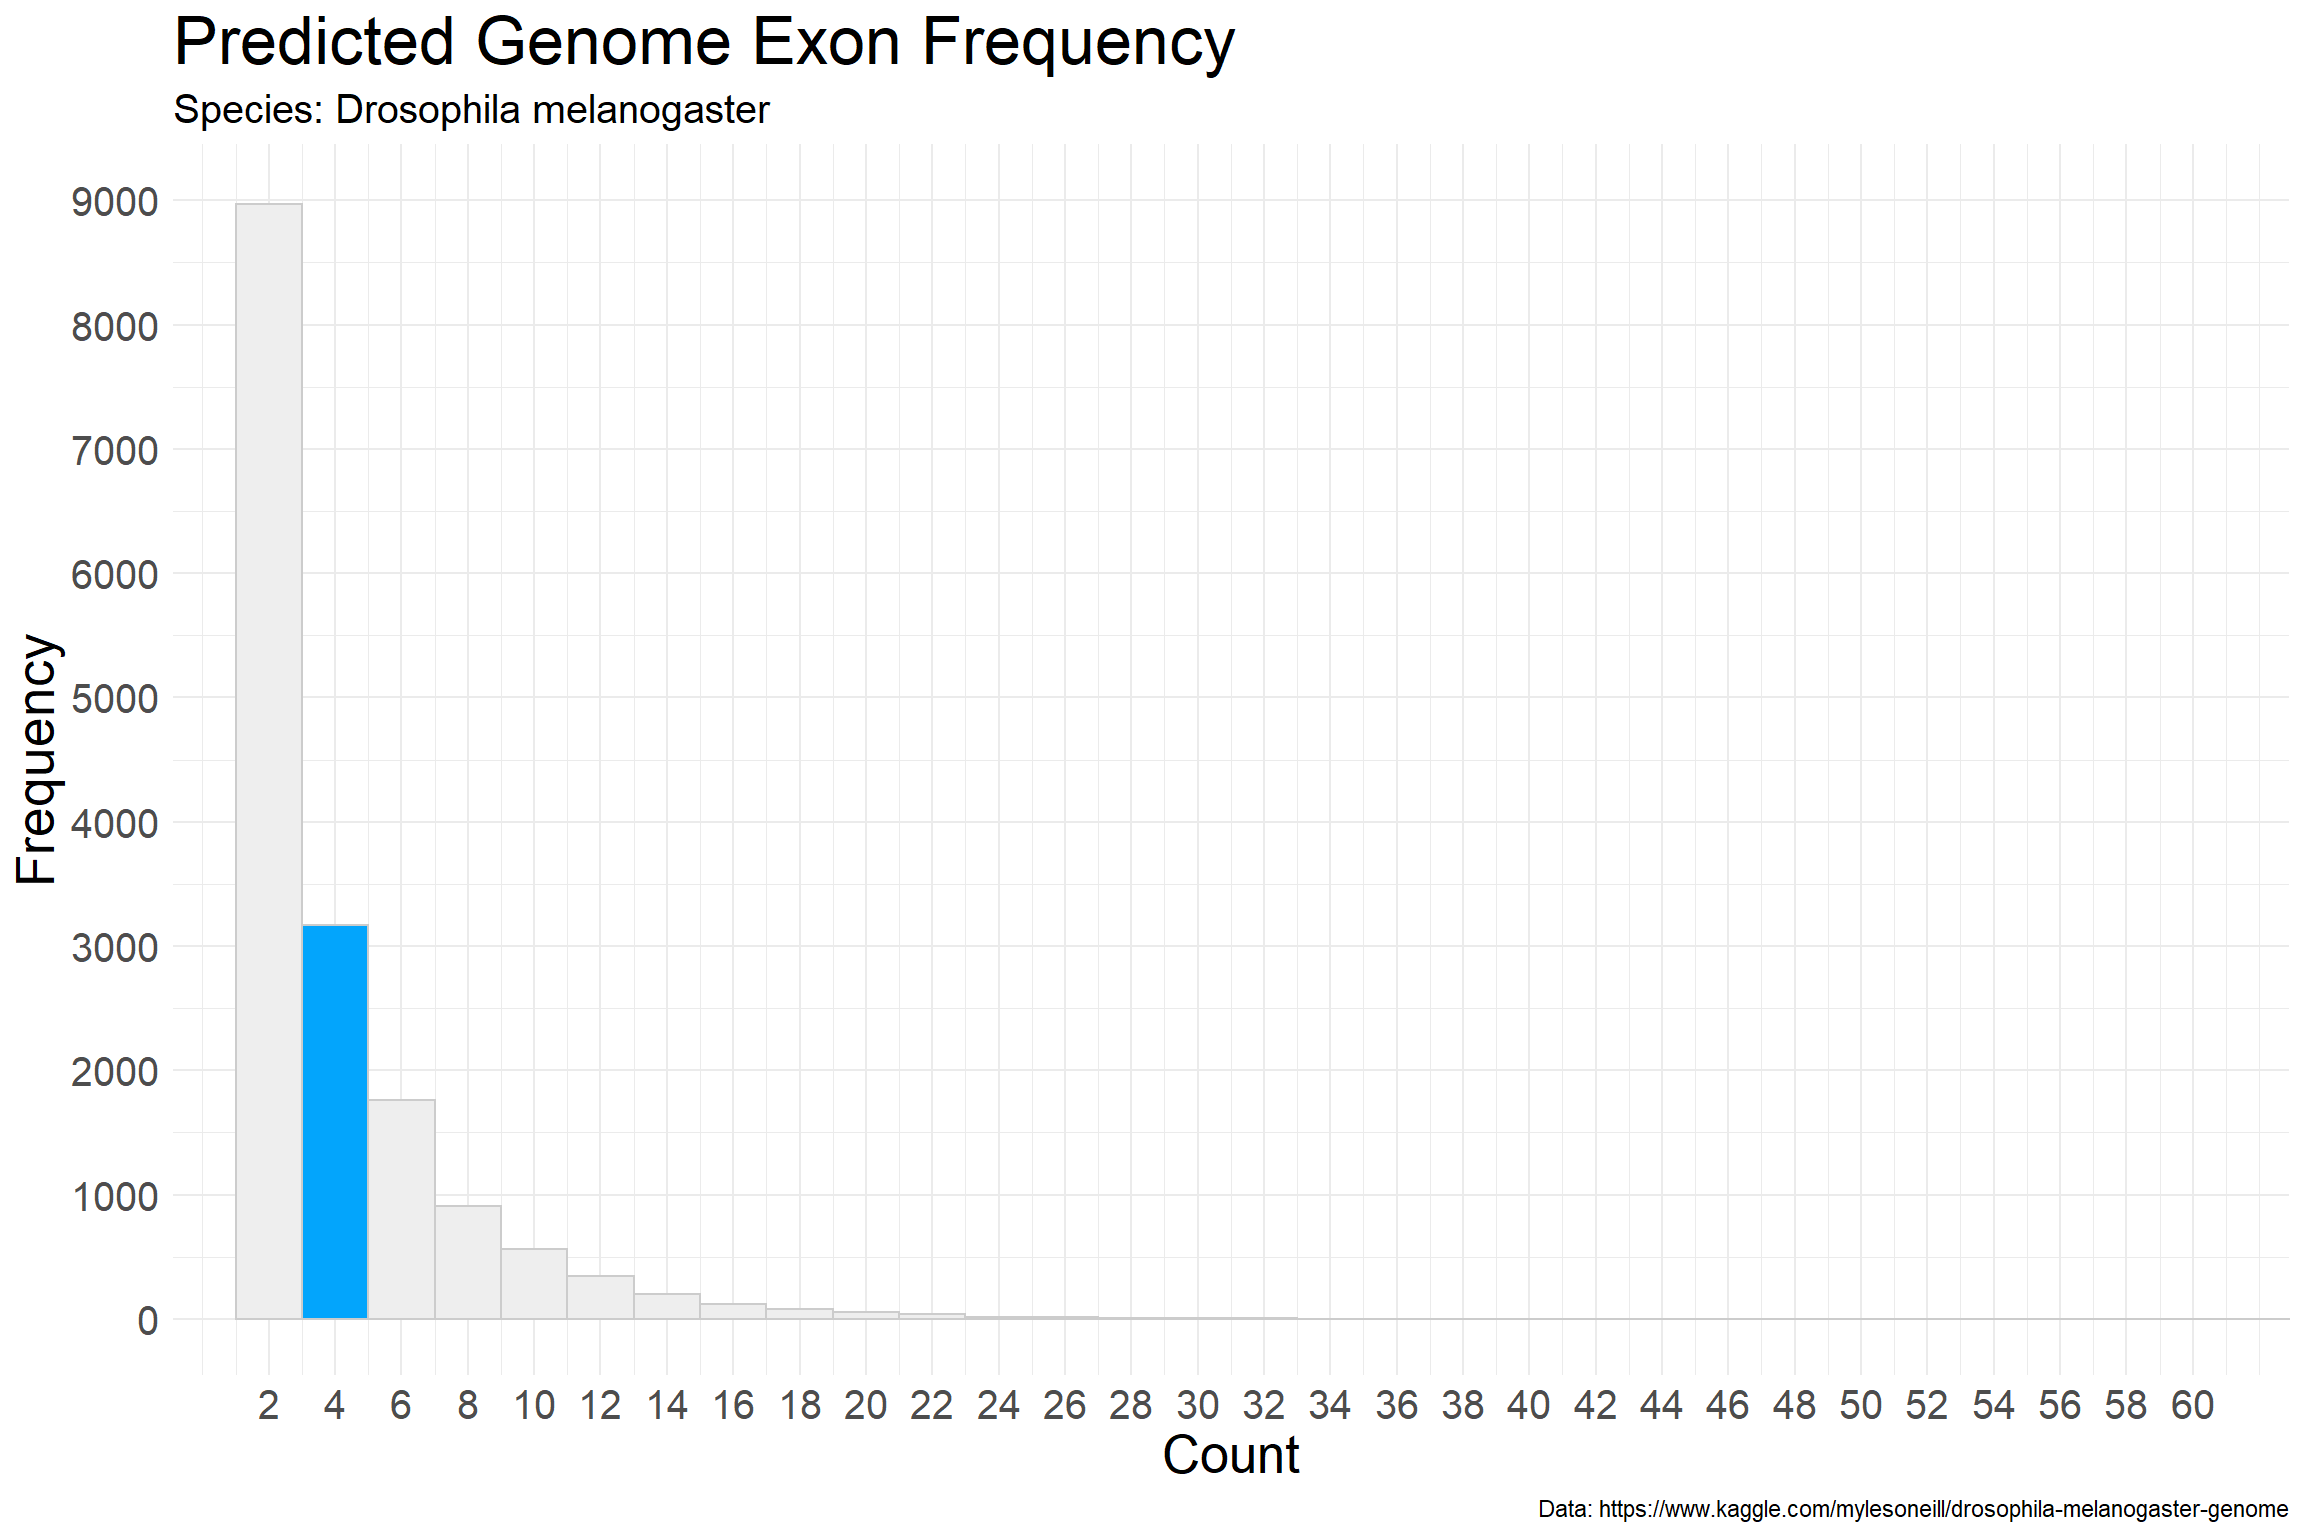 Predicted Genome Exon Frequency
Species: Drosophila melanogaster
9000
8000
7000
6000
5000
4000
3000
2000
1000
0
Frequency
2 4 6 8 10 12 14 16 18 20 22 24 26 28 30 32 34 36 38 40 42 44 46 48 50 52 54 56 58 60
Count
Data: https://www.kaggle.com/mylesoneill/drosophila-melanogaster-genome